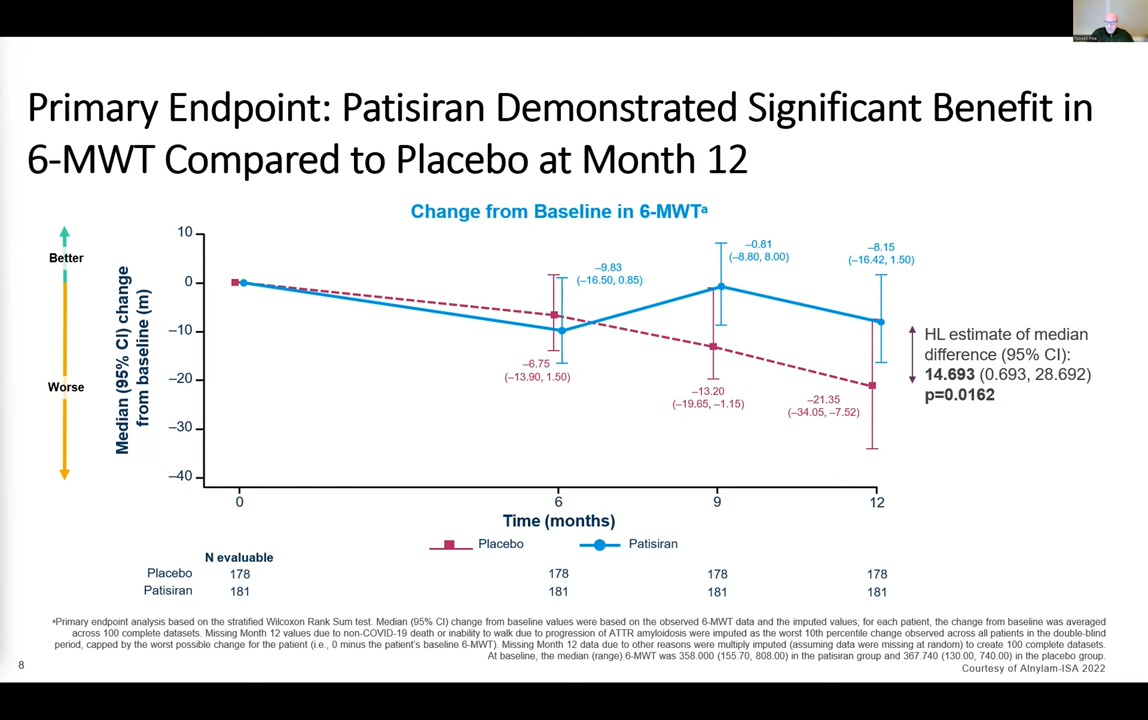 Primary Endpoint: Patisiran Demonstrated Significant Benefit in
6-MWT Compared to Placebo at Month 12
Change from Baseline in 6-MWTᵃ
Better
Worse
Median (95% CI) change
from baseline (m)
10
0
–10
–20
–30
–40
–9.83
(–16.50, 0.85)
–0.81
(–8.80, 8.00)
–8.15
(–16.42, 1.50)
–6.75
(–13.90, 1.50)
–13.20
(–19.65, –1.15)
–21.35
(–34.05, –7.52)
HL estimate of median
difference (95% CI):
14.693 (0.693, 28.692)
p=0.0162
0 6 9 12
Time (months)
Placebo Patisiran
N evaluable
Placebo 178 178 178 178
Patisiran 181 181 181 181
ᵃPrimary endpoint analysis based on the stratified Wilcoxon Rank Sum test. Median (95% CI) change from baseline values were based on the observed 6-MWT data and the imputed values; for each patient, the change from baseline was averaged
across 100 complete datasets. Missing Month 12 values due to non-COVID-19 death or inability to walk due to progression of ATTR amyloidosis were imputed as the worst 10th percentile change observed across all patients in the double-blind
period, capped by the worst possible change for the patient (i.e., 0 minus the patient's baseline 6-MWT). Missing Month 12 data due to other reasons were multiply imputed (assuming data were missing at random) to create 100 complete datasets.
At baseline, the median (range) 6-MWT was 358.000 (155.70, 808.00) in the patisiran group and 367.740 (130.00, 740.00) in the placebo group.
8
Courtesy of Alnylam-ISA 2022